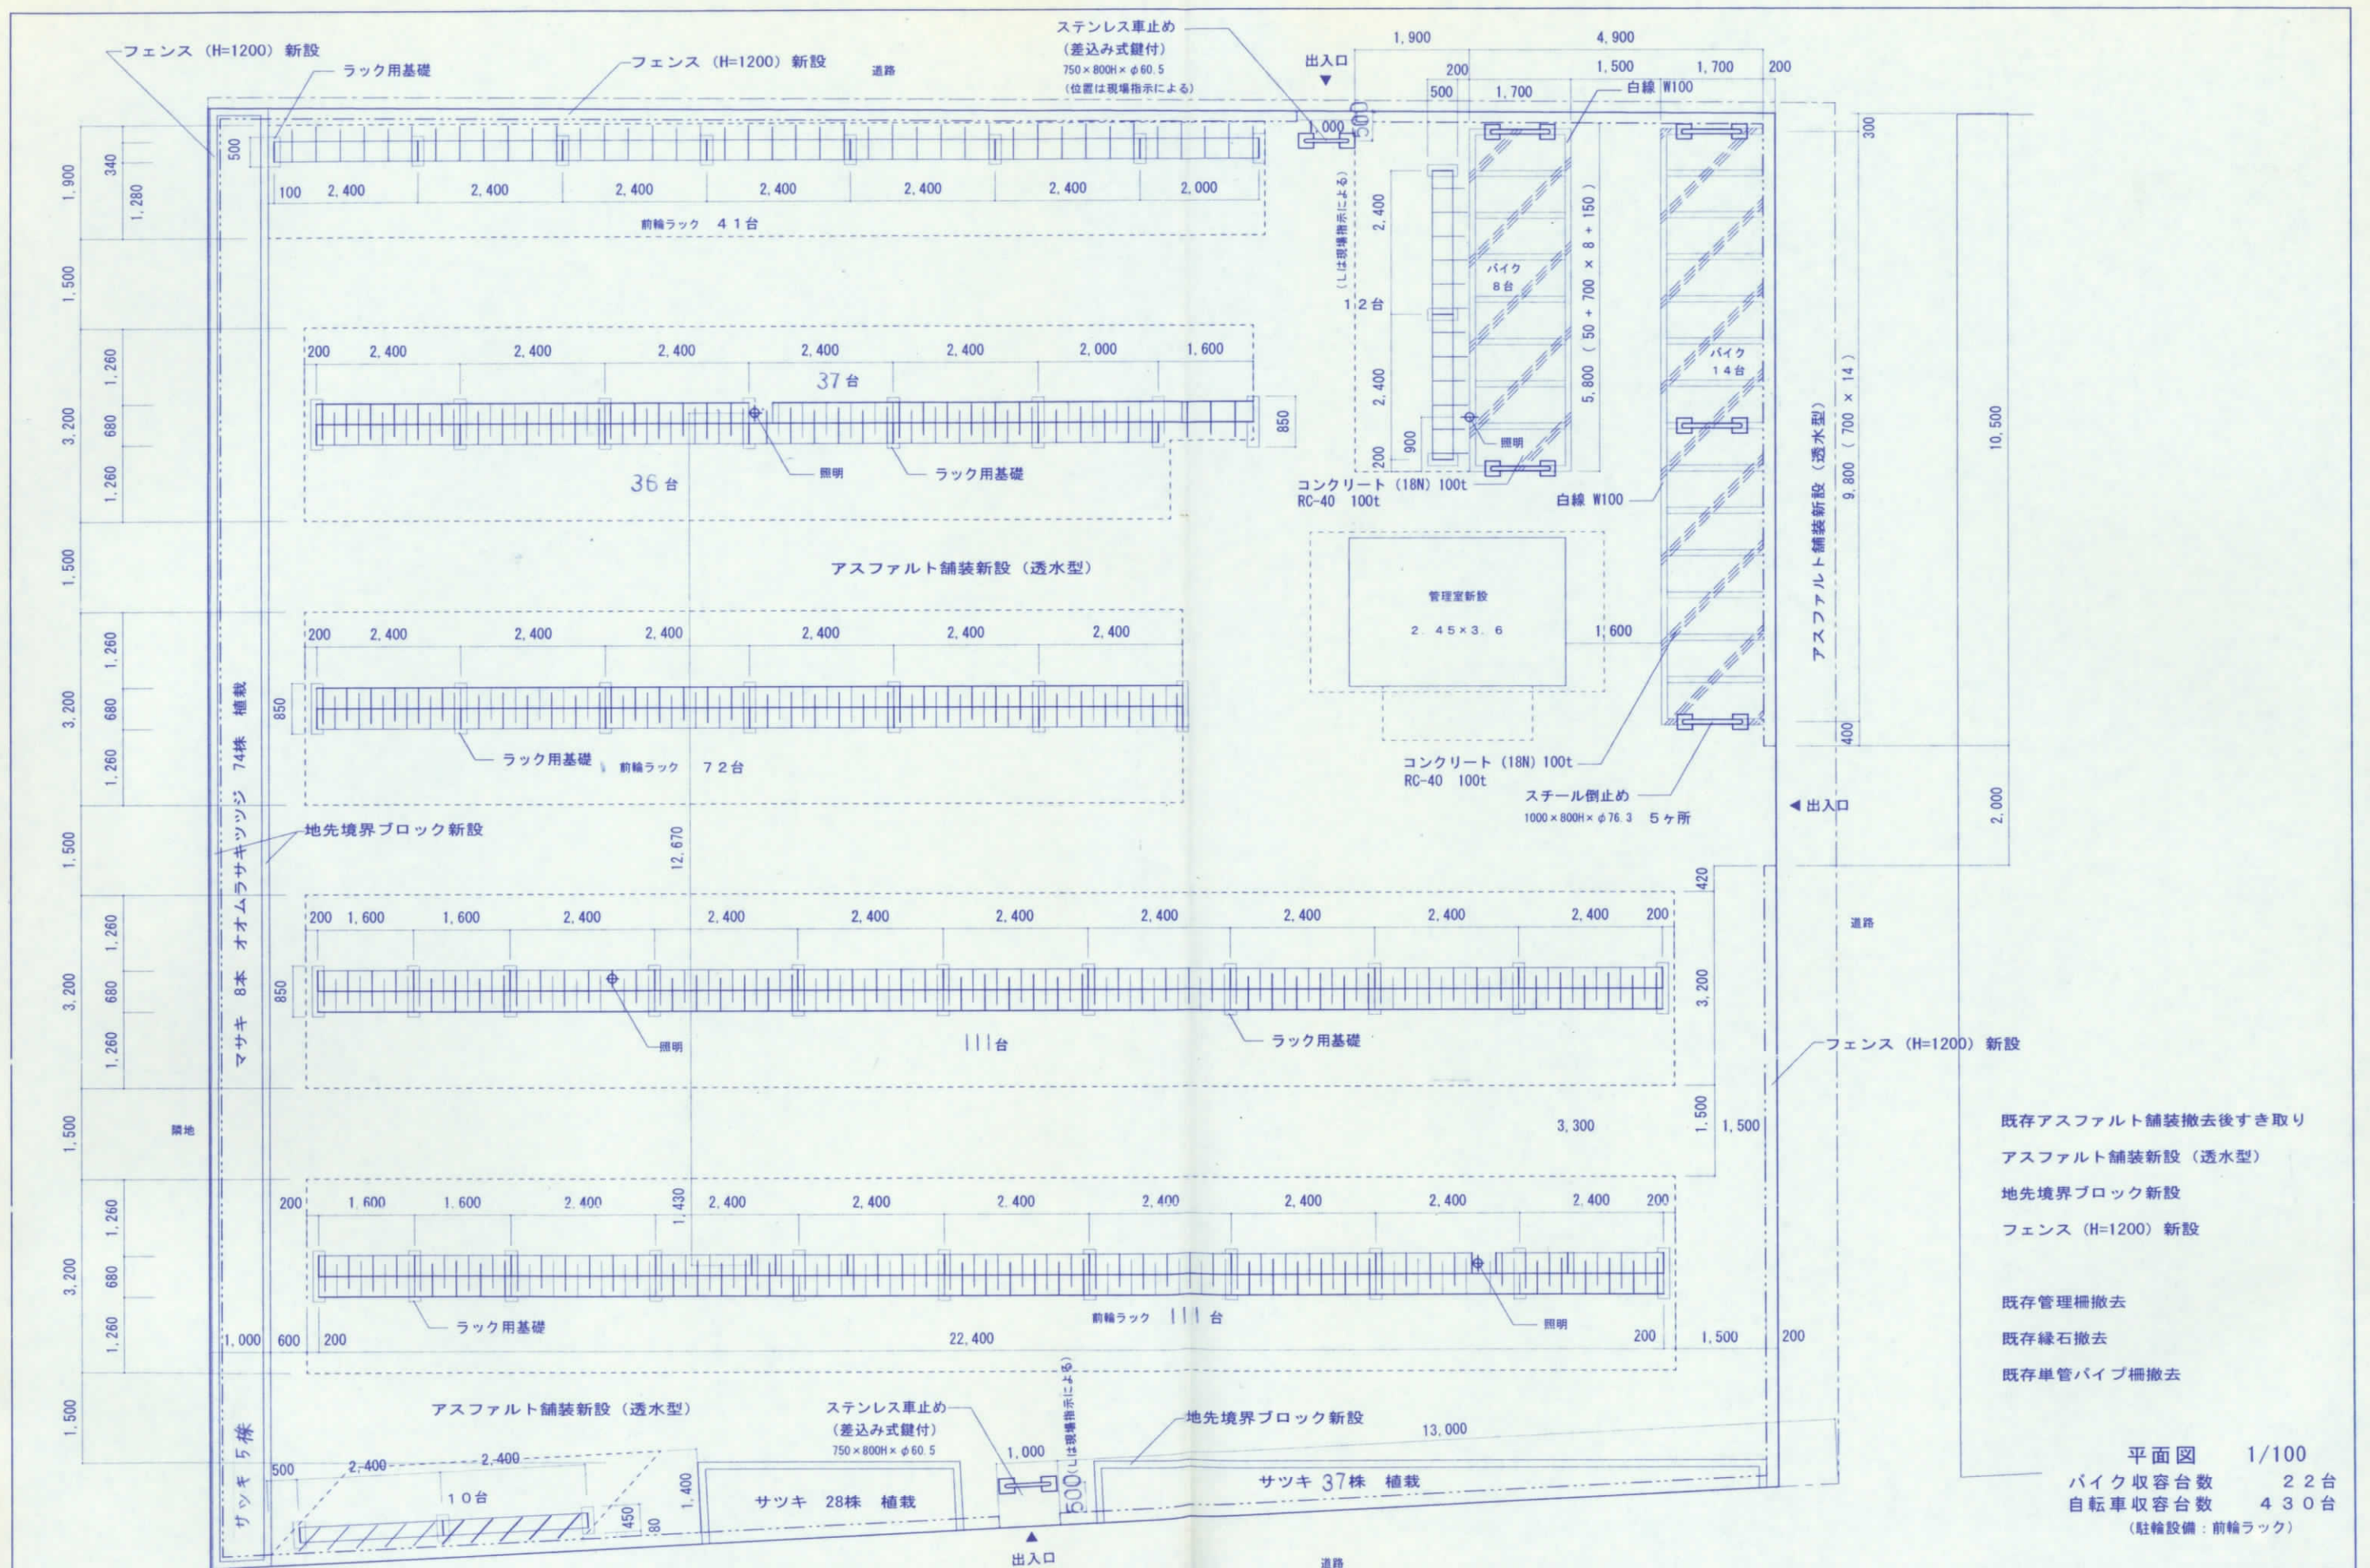 フェンス (H=1200) 新設
ラック用基礎
フェンス (H=1200) 新設
道路
ステンレス車止め
(差込み式鍵付)
750×800H×φ60.5
(位置は現場指示による)
出入口
▼
1,900
4,900
200
1,500
1,700
200
500
1,700
白線 W100
1,000
500
(Lは現場指示による)
300
1,900
340
1,280
500
100
2,400
2,400
2,400
2,400
2,400
2,400
2,000
前輪ラック 41台
1,500
2,400
12台
2,400
200
900
バイク
8台
5,800 ( 50 + 700 × 8 + 150 )
照明
バイク
14台
アスファルト舗装新設 (透水型)
9,800 ( 700 × 14 )
10,500
1,260
3,200
680
1,260
200
2,400
2,400
2,400
2,400
2,400
2,000
1,600
37台
850
36台
照明
ラック用基礎
コンクリート (18N) 100t
RC-40 100t
白線 W100
1,500
アスファルト舗装新設 (透水型)
管理室新設
2.45×3.6
1,600
1,260
3,200
680
1,260
200
2,400
2,400
2,400
2,400
2,400
2,400
850
ラック用基礎
前輪ラック 72台
コンクリート (18N) 100t
RC-40 100t
スチール倒止め
1000×800H×φ76.3 5ヶ所
400
◀ 出入口
2,000
マサキ 8本 オオムラサキツツジ 74株 植栽
1,500
地先境界ブロック新設
12,670
420
道路
1,260
3,200
680
1,260
200
1,600
1,600
2,400
2,400
2,400
2,400
2,400
2,400
2,400
2,400
200
850
3,200
照明
111台
ラック用基礎
フェンス (H=1200) 新設
1,500
隣地
3,300
1,500
1,500
1,260
3,200
680
1,260
200
1,600
1,600
2,400
1,430
2,400
2,400
2,400
2,400
2,400
2,400
2,400
200
ラック用基礎
前輪ラック 111台
照明
1,000
600
200
22,400
200
1,500
200
1,500
アスファルト舗装新設 (透水型)
ステンレス車止め
(差込み式鍵付)
750×800H×φ60.5
1,000
500
(Lは現場指示による)
地先境界ブロック新設
13,000
サツキ 5株
500
2,400
2,400
10台
450
80
1,400
サツキ 28株 植栽
サツキ 37株 植栽
▲
出入口
道路
既存アスファルト舗装撤去後すき取り
アスファルト舗装新設 (透水型)
地先境界ブロック新設
フェンス (H=1200) 新設
既存管理柵撤去
既存縁石撤去
既存単管パイプ柵撤去
平面図 1/100
バイク収容台数 22台
自転車収容台数 430台
(駐輪設備：前輪ラック)